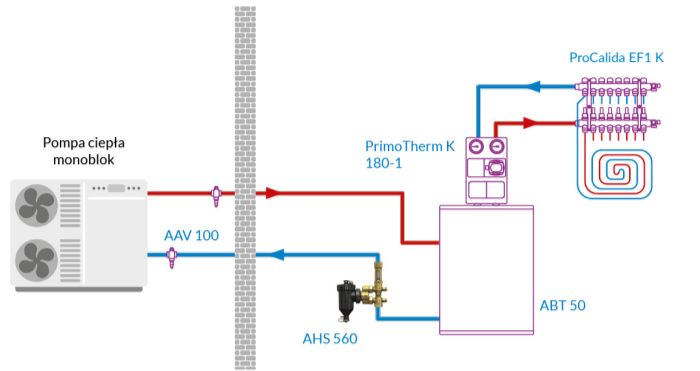 ProCalida EF1 K
Pompa ciepła
monoblok
PrimoTherm K
180-1
AAV 100
ABT 50
AHS 560